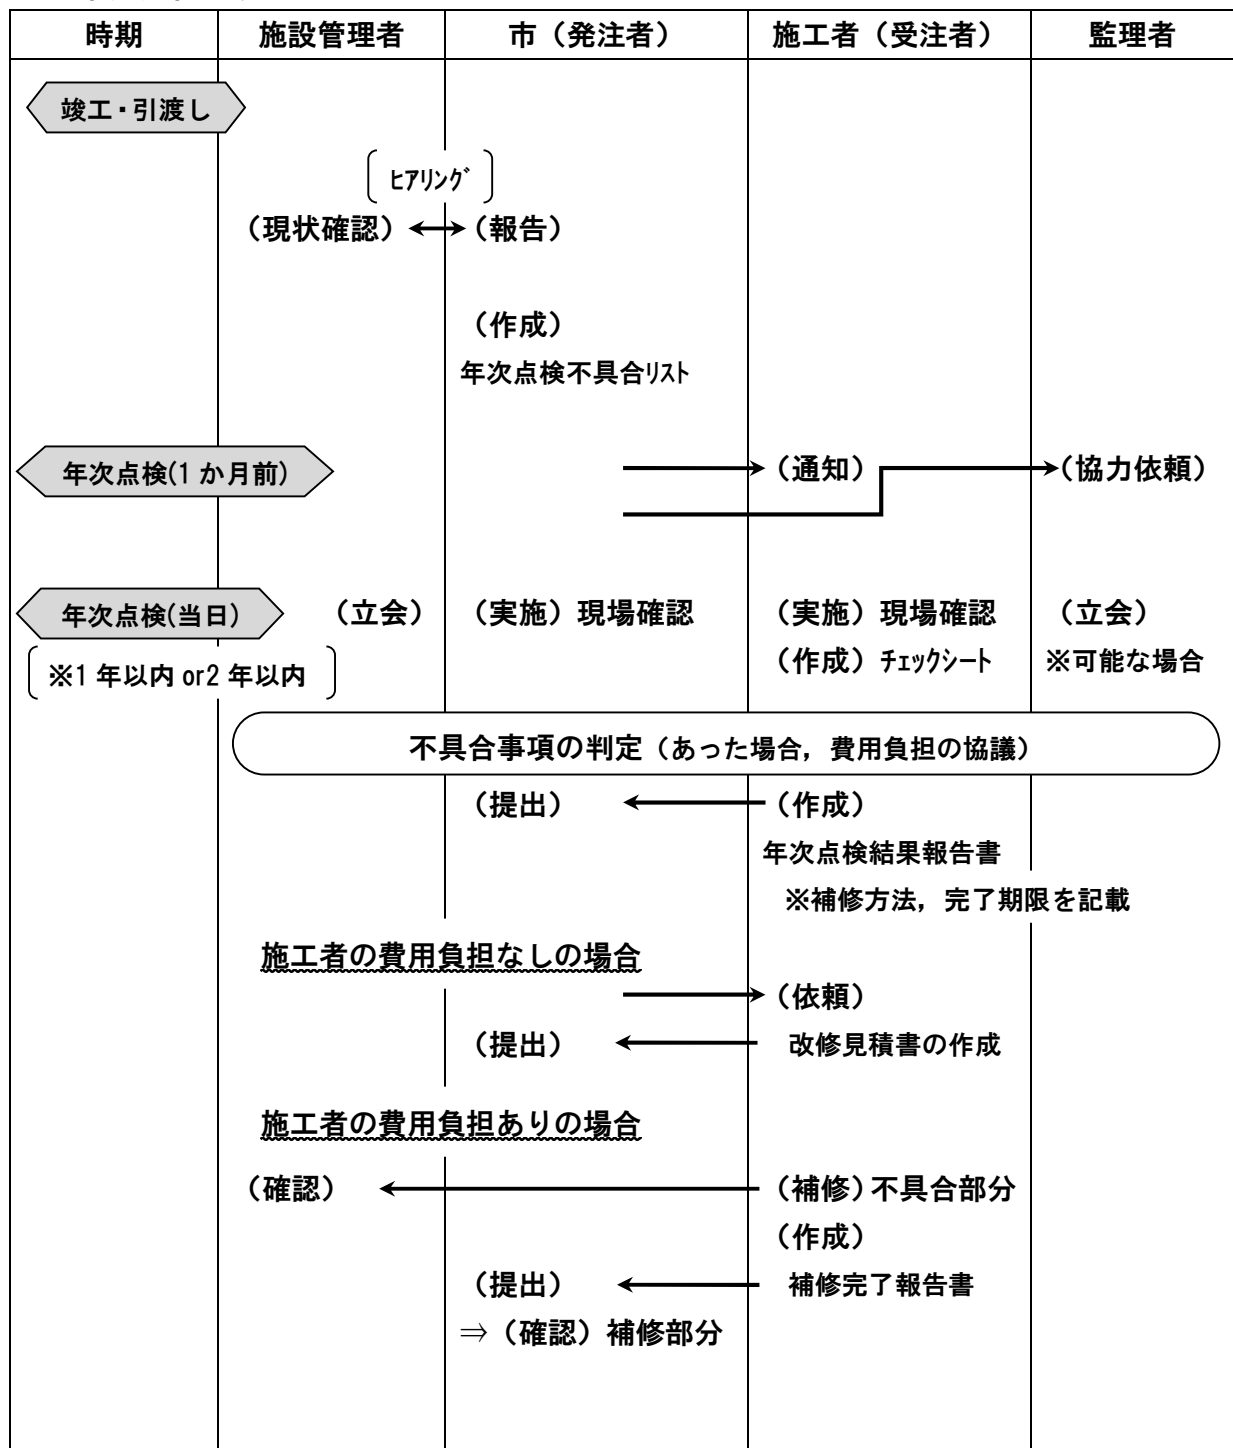 時期 施設管理者 市（発注者） 施工者（受注者） 監理者
竣工・引渡し
ﾋｱﾘﾝｸﾞ
（現状確認） （報告）
（作成）
年次点検不具合ﾘｽﾄ
年次点検(1か月前) （通知） （協力依頼）
年次点検(当日) （立会） （実施）現場確認 （実施）現場確認 （立会）
（作成）ﾁｪｯｸｼｰﾄ ※可能な場合
※1年以内or2年以内
不具合事項の判定（あった場合，費用負担の協議）
（提出） （作成）
年次点検結果報告書
※補修方法，完了期限を記載
施工者の費用負担なしの場合
（依頼）
（提出） 改修見積書の作成
施工者の費用負担ありの場合
（確認） （補修）不具合部分
（作成）
（提出） 補修完了報告書
⇒（確認）補修部分